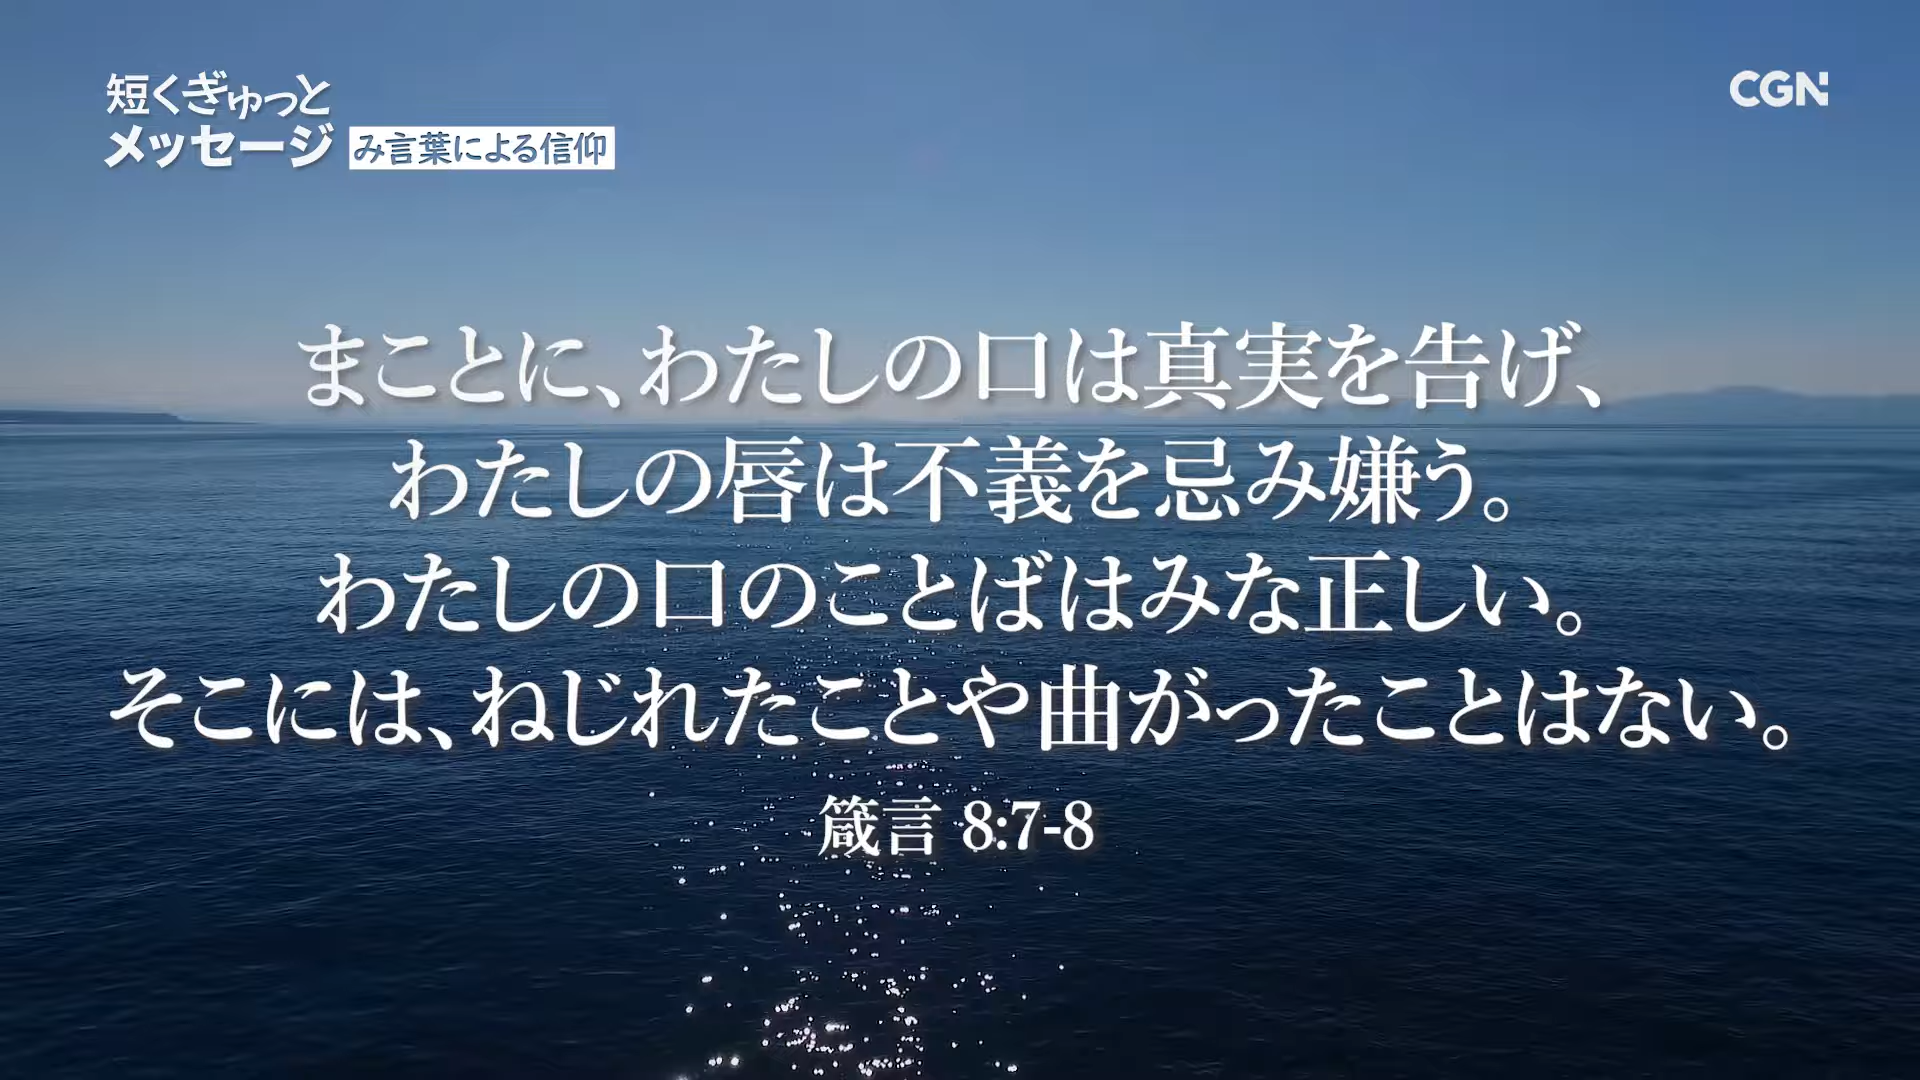 短くぎゅっと
メッセージ
み言葉による信仰
CGN
まことに、わたしの口は真実を告げ、
わたしの唇は不義を忌み嫌う。
わたしの口のことばはみな正しい。
そこには、ねじれたことや曲がったことはない。
箴言 8:7-8